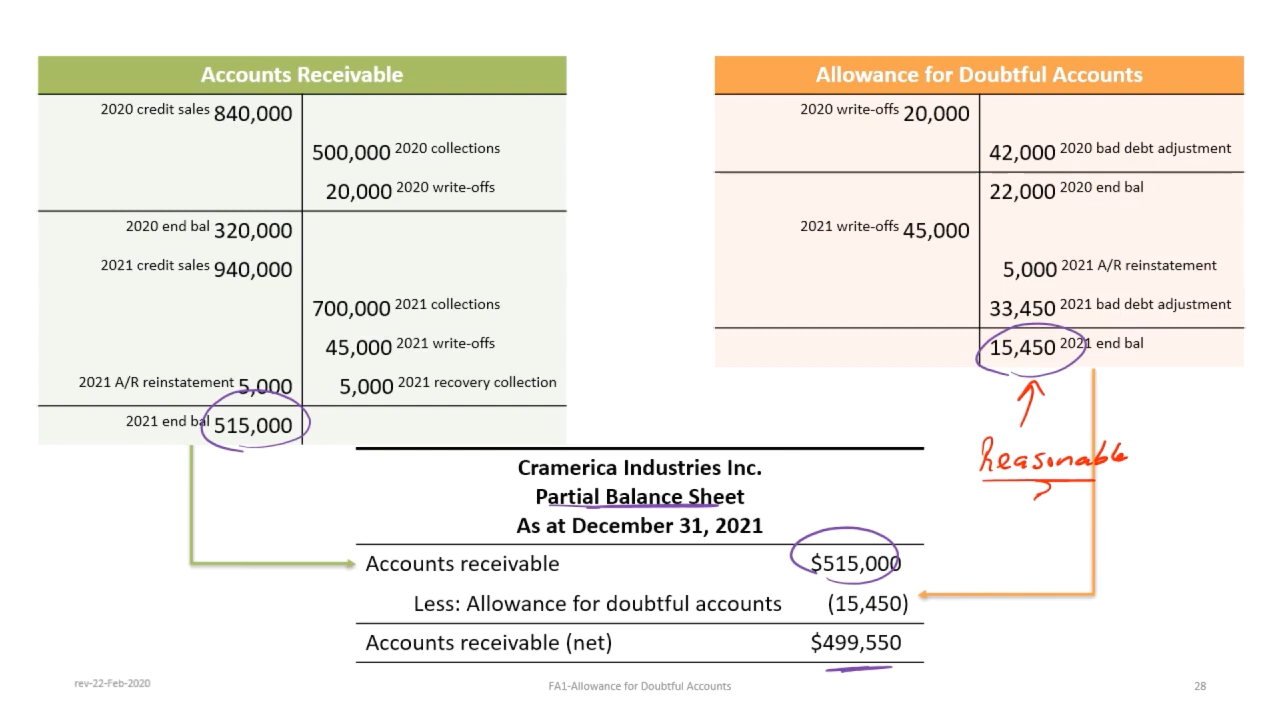 Accounts Receivable
2020 credit sales 840,000
500,000 2020 collections
20,000 2020 write-offs
2020 end bal 320,000
2021 credit sales 940,000
700,000 2021 collections
45,000 2021 write-offs
2021 A/R reinstatement 5,000 5,000 2021 recovery collection
2021 end bal 515,000
Allowance for Doubtful Accounts
2020 write-offs 20,000
42,000 2020 bad debt adjustment
22,000 2020 end bal
2021 write-offs 45,000
5,000 2021 A/R reinstatement
33,450 2021 bad debt adjustment
15,450 2021 end bal
Reasonable
Cramerica Industries Inc.
Partial Balance Sheet
As at December 31, 2021
Accounts receivable $515,000
Less: Allowance for doubtful accounts (15,450)
Accounts receivable (net) $499,550
rev-22-Feb-2020
FA1-Allowance for Doubtful Accounts
28